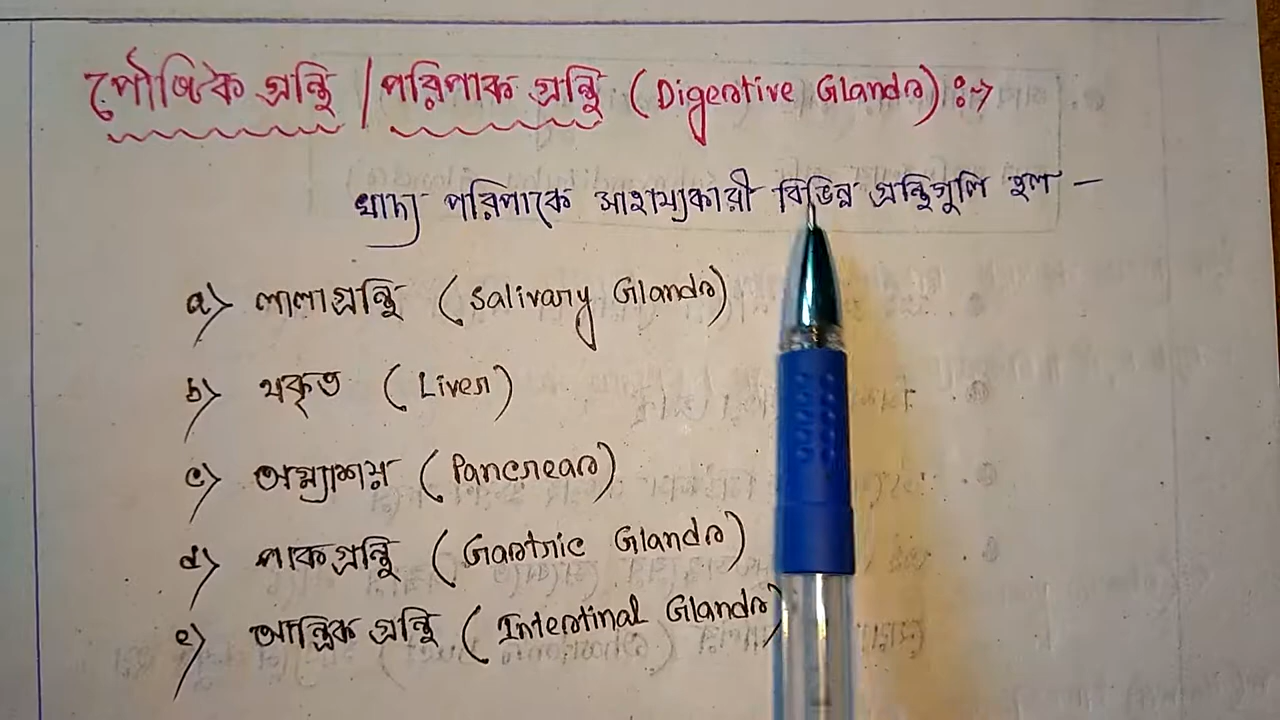 পৌষ্টিক গ্রন্থি / পরিপাক গ্রন্থি (Digestive Glands) :->
খাদ্য পরিপাকে সাহায্যকারী বিভিন্ন গ্রন্থিগুলি হল —
a) লালাগ্রন্থি (Salivary Glands)
b) যকৃত (Liver)
c) অগ্ন্যাশয় (Pancreas)
d) পাকগ্রন্থি (Gastric Glands)
e) আন্ত্রিক গ্রন্থি (Intestinal Glands)